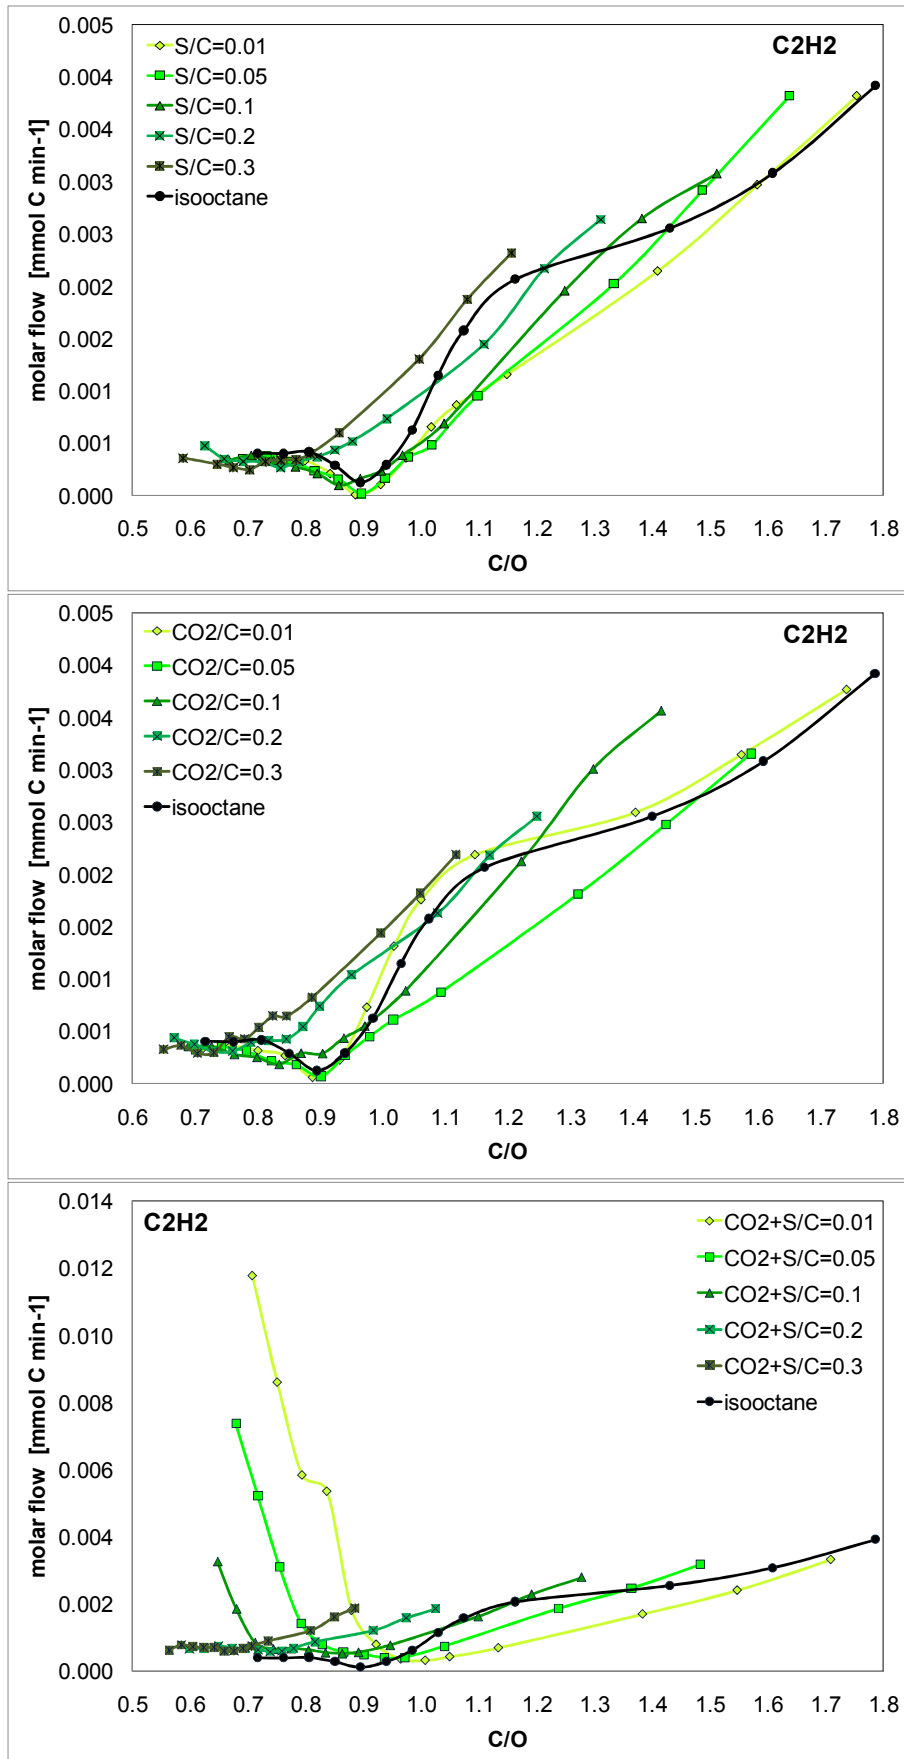 0.005
0.004
0.004
0.003
0.003
0.002
0.002
0.001
0.001
0.000
molar flow [mmol C min-1]
S/C=0.01
S/C=0.05
S/C=0.1
S/C=0.2
S/C=0.3
isooctane
C2H2
0.5 0.6 0.7 0.8 0.9 1.0 1.1 1.2 1.3 1.4 1.5 1.6 1.7 1.8
C/O
0.005
0.004
0.004
0.003
0.003
0.002
0.002
0.001
0.001
0.000
molar flow [mmol C min-1]
CO2/C=0.01
CO2/C=0.05
CO2/C=0.1
CO2/C=0.2
CO2/C=0.3
isooctane
C2H2
0.6 0.7 0.8 0.9 1.0 1.1 1.2 1.3 1.4 1.5 1.6 1.7 1.8
C/O
0.014
0.012
0.010
0.008
0.006
0.004
0.002
0.000
molar flow [mmol C min-1]
C2H2
CO2+S/C=0.01
CO2+S/C=0.05
CO2+S/C=0.1
CO2+S/C=0.2
CO2+S/C=0.3
isooctane
0.5 0.6 0.7 0.8 0.9 1.0 1.1 1.2 1.3 1.4 1.5 1.6 1.7 1.8
C/O